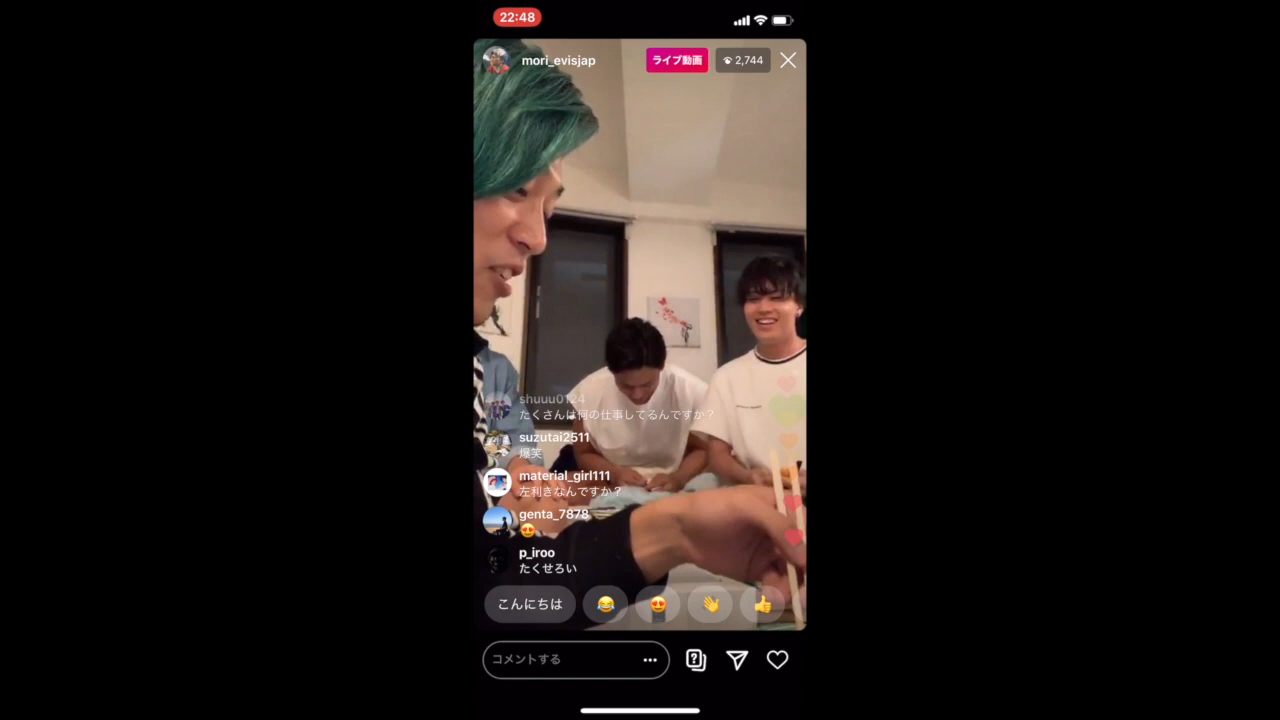 22:48
mori_evisjap
ライブ動画
2,744
shuuu0124
たくさんは何の仕事してるんですか？
suzutai2511
爆笑
material_girl111
左利きなんですか？
genta_7878
😍
p_iroo
たくせろい
こんにちは 😂 😍 👋 👍
コメントする